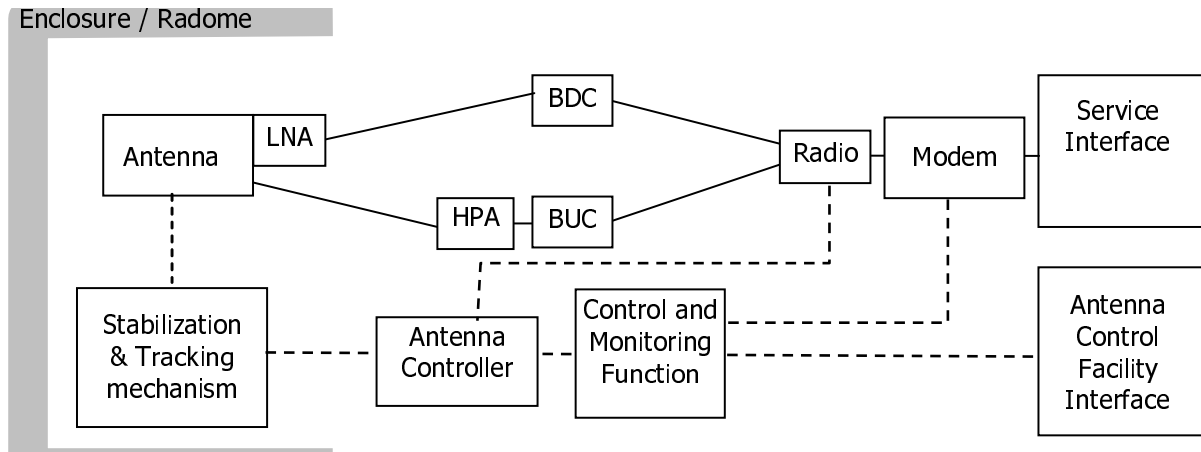 Enclosure / Radome
Antenna
LNA
BDC
HPA
BUC
Radio
Modem
Service
Interface
Stabilization
& Tracking
mechanism
Antenna
Controller
Control and
Monitoring
Function
Antenna
Control
Facility
Interface